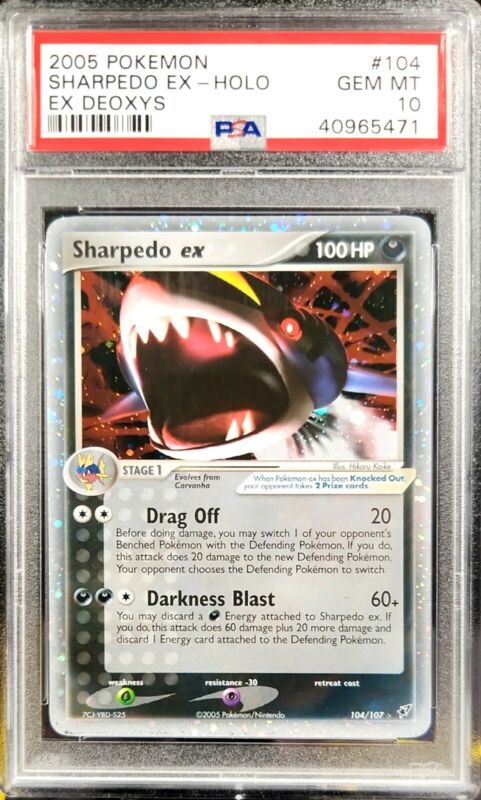 2005 POKEMON #104
SHARPEDO EX - HOLO GEM MT
EX DEOXYS 10
PSA 40965471
Sharpedo ex 100 HP
Illus. Hikaru Koike
STAGE 1
Evolves from
Carvanha
When Pokémon-ex has been Knocked Out,
your opponent takes 2 Prize cards.
Drag Off 20
Before doing damage, you may switch 1 of your opponent's
Benched Pokémon with the Defending Pokémon. If you do,
this attack does 20 damage to the new Defending Pokémon.
Your opponent chooses the Defending Pokémon to switch.
Darkness Blast 60+
You may discard a Energy attached to Sharpedo ex. If
you do, this attack does 60 damage plus 20 more damage and
discard 1 Energy card attached to the Defending Pokémon.
weakness resistance -30 retreat cost
7CJ-YBD-S25 ©2005 Pokémon/Nintendo 104/107